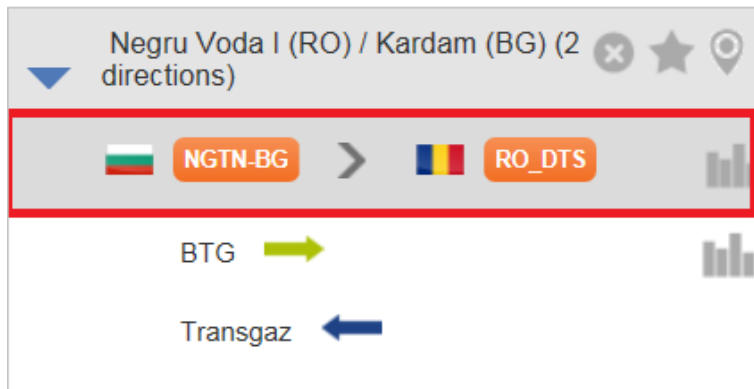 Negru Voda I (RO) / Kardam (BG) (2
directions)
NGTN-BG RO_DTS
BTG
Transgaz